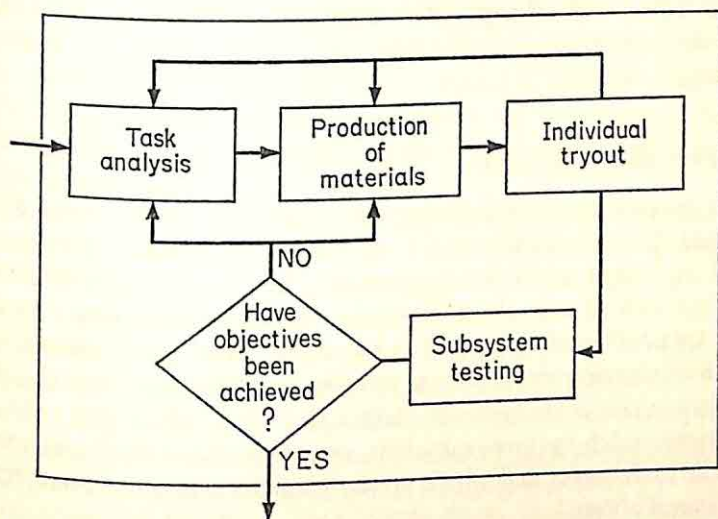 Task
analysis
Production
of
materials
Individual
tryout
NO
Have
objectives
been
achieved
?
Subsystem
testing
YES